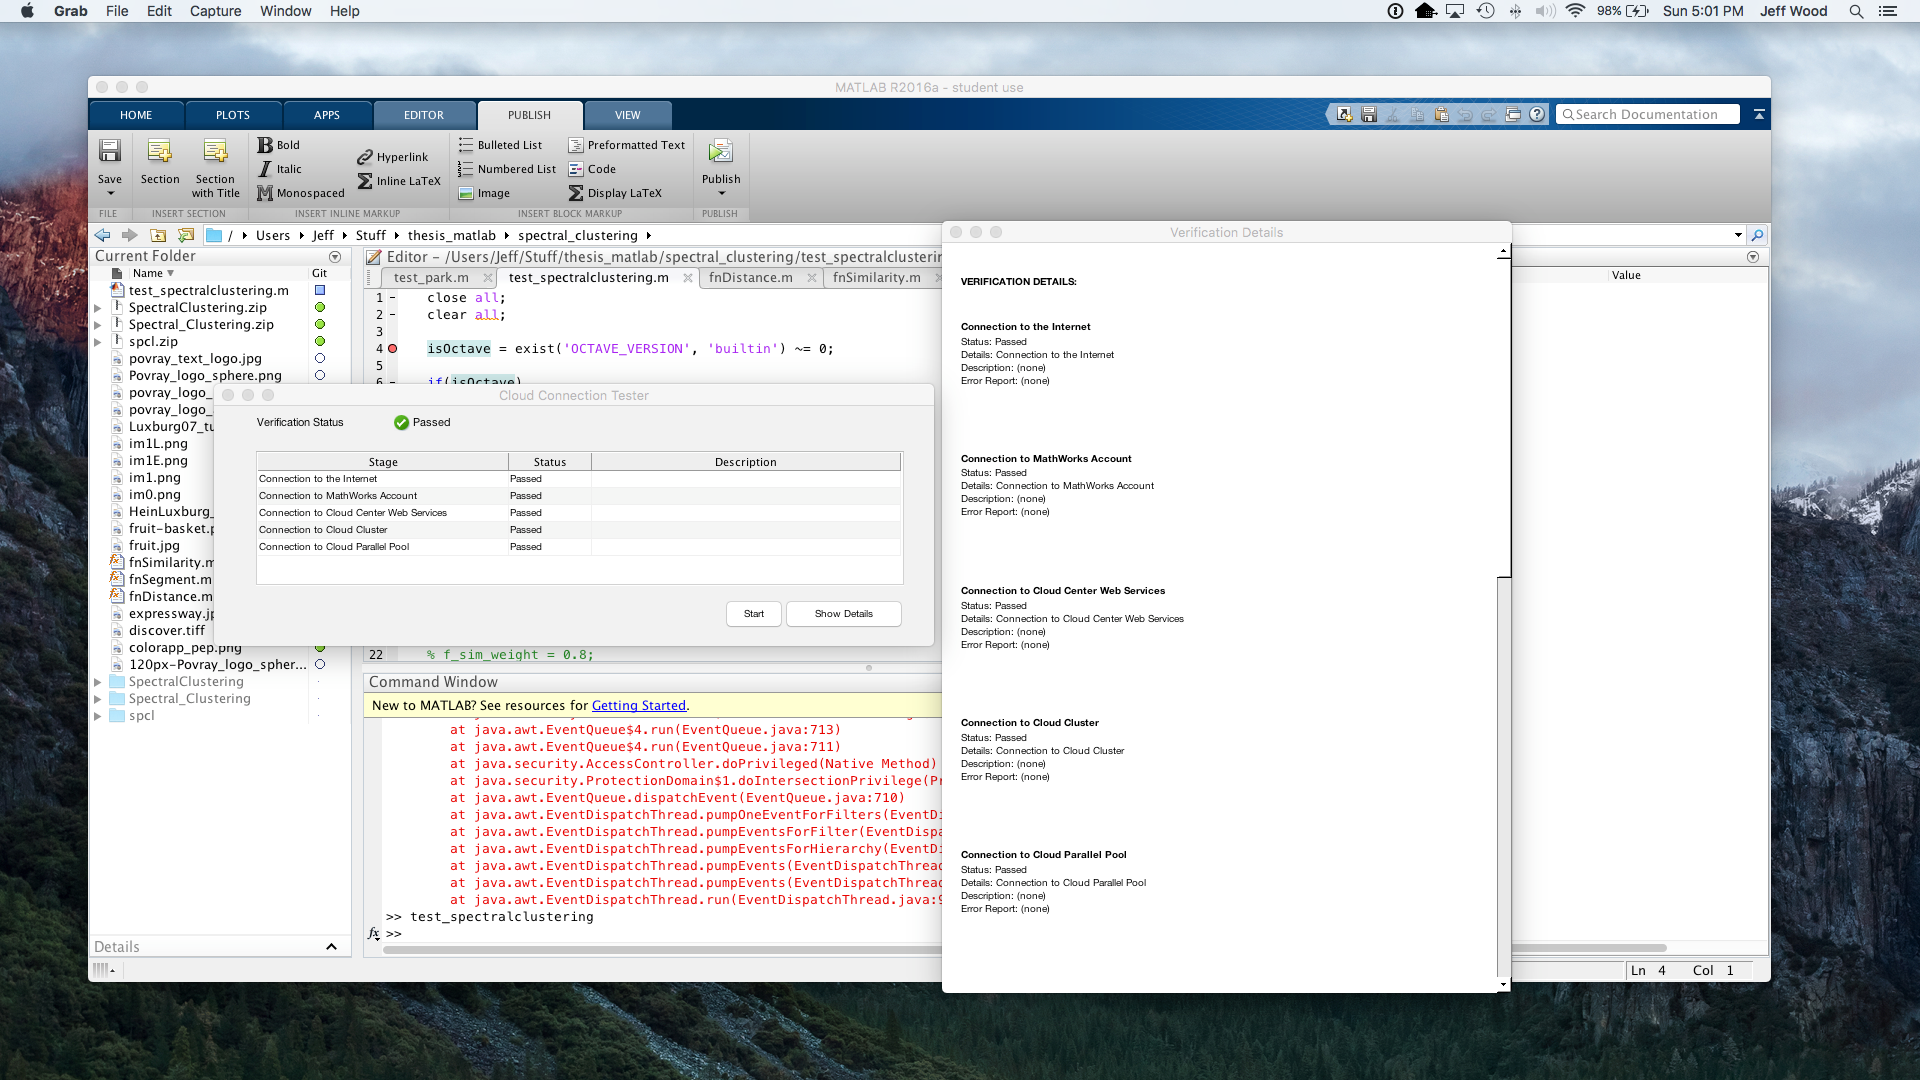 Grab File Edit Capture Window Help
98% Sun 5:01 PM Jeff Wood
MATLAB R2016a - student use
HOME PLOTS APPS EDITOR PUBLISH VIEW
Search Documentation
Save
Section
Section with Title
Bold
Italic
Monospaced
Hyperlink
Inline LaTeX
Bulleted List
Numbered List
Image
Preformatted Text
Code
Display LaTeX
Publish
FILE INSERT SECTION INSERT INLINE MARKUP INSERT BLOCK MARKUP PUBLISH
/ Users Jeff Stuff thesis_matlab spectral_clustering
Current Folder
Name Git
test_spectralclustering.m
SpectralClustering.zip
Spectral_Clustering.zip
spcl.zip
povray_text_logo.jpg
Povray_logo_sphere.png
povray_logo_
povray_logo_
Luxburg07_tu
im1L.png
im1E.png
im1.png
im0.png
HeinLuxburg_
fruit-basket.p
fruit.jpg
fnSimilarity.m
fnSegment.m
fnDistance.m
expressway.jp
discover.tiff
colorapp_pep.png
120px-Povray_logo_spher...
SpectralClustering
Spectral_Clustering
spcl
Details
Editor - /Users/Jeff/Stuff/thesis_matlab/spectral_clustering/test_spectralclusterin
test_park.m test_spectralclustering.m fnDistance.m fnSimilarity.m
1 - close all;
2 - clear all;
3
4 isOctave = exist('OCTAVE_VERSION', 'builtin') ~= 0;
5
6 - if(isOctave)
22 % f_sim_weight = 0.8;
Cloud Connection Tester
Verification Status Passed
Stage Status Description
Connection to the Internet Passed
Connection to MathWorks Account Passed
Connection to Cloud Center Web Services Passed
Connection to Cloud Cluster Passed
Connection to Cloud Parallel Pool Passed
Start Show Details
Command Window
New to MATLAB? See resources for Getting Started.
at java.awt.EventQueue$4.run(EventQueue.java:713)
at java.awt.EventQueue$4.run(EventQueue.java:711)
at java.security.AccessController.doPrivileged(Native Method)
at java.security.ProtectionDomain$1.doIntersectionPrivilege(Pr
at java.awt.EventQueue.dispatchEvent(EventQueue.java:710)
at java.awt.EventDispatchThread.pumpOneEventForFilters(EventDi
at java.awt.EventDispatchThread.pumpEventsForFilter(EventDispa
at java.awt.EventDispatchThread.pumpEventsForHierarchy(EventDi
at java.awt.EventDispatchThread.pumpEvents(EventDispatchThread
at java.awt.EventDispatchThread.pumpEvents(EventDispatchThread
at java.awt.EventDispatchThread.run(EventDispatchThread.java:9
>> test_spectralclustering
fx >>
Verification Details
VERIFICATION DETAILS:
Connection to the Internet
Status: Passed
Details: Connection to the Internet
Description: (none)
Error Report: (none)
Connection to MathWorks Account
Status: Passed
Details: Connection to MathWorks Account
Description: (none)
Error Report: (none)
Connection to Cloud Center Web Services
Status: Passed
Details: Connection to Cloud Center Web Services
Description: (none)
Error Report: (none)
Connection to Cloud Cluster
Status: Passed
Details: Connection to Cloud Cluster
Description: (none)
Error Report: (none)
Connection to Cloud Parallel Pool
Status: Passed
Details: Connection to Cloud Parallel Pool
Description: (none)
Error Report: (none)
Value
Ln 4 Col 1